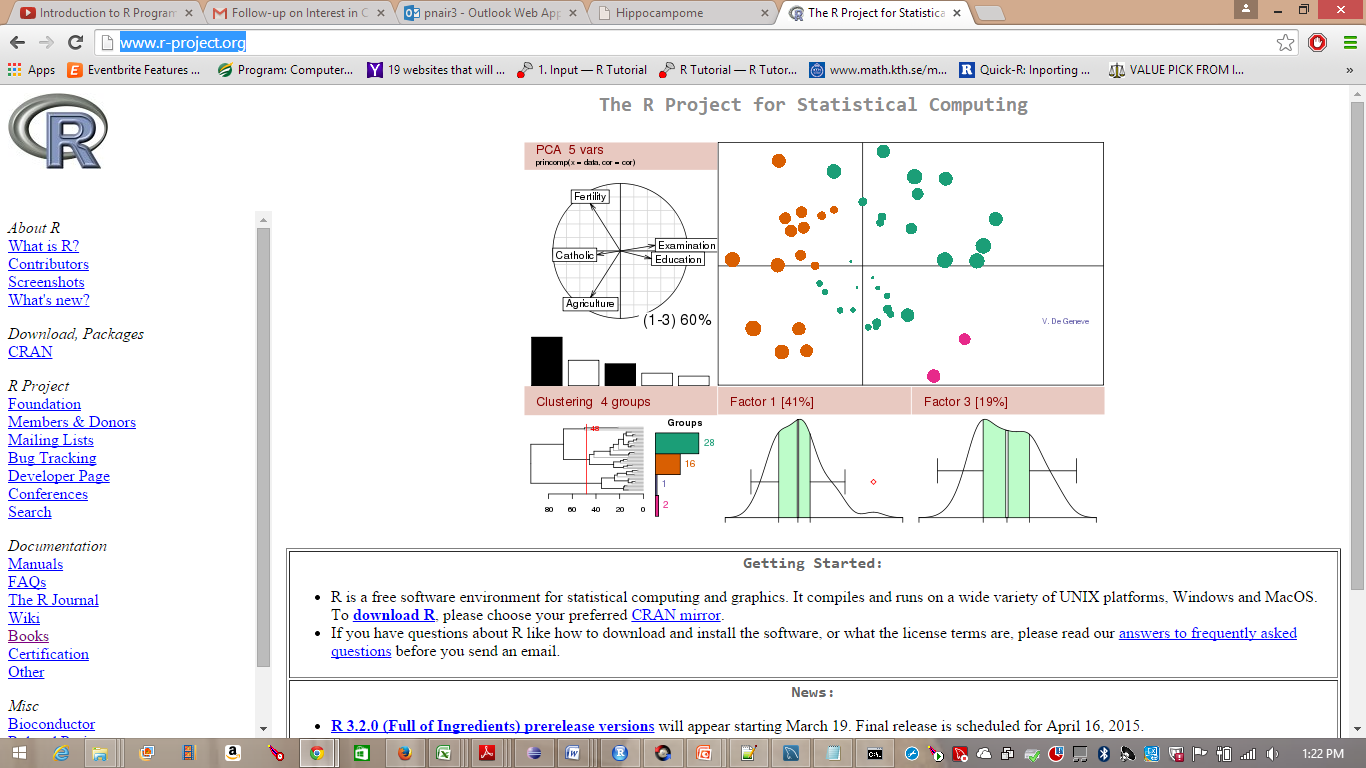 Introduction to R Program
Follow-up on Interest in C
pnair3 - Outlook Web App
Hippocampome
The R Project for Statistica
www.r-project.org
Apps
Eventbrite Features ...
Program: Computer...
19 websites that will ...
1. Input — R Tutorial
R Tutorial — R Tutor...
www.math.kth.se/m...
Quick-R: Inporting ...
VALUE PICK FROM I...
»
R
About R
What is R?
Contributors
Screenshots
What's new?
Download, Packages
CRAN
R Project
Foundation
Members & Donors
Mailing Lists
Bug Tracking
Developer Page
Conferences
Search
Documentation
Manuals
FAQs
The R Journal
Wiki
Books
Certification
Other
Misc
Bioconductor
The R Project for Statistical Computing
PCA 5 vars
princomp(x = data, cor = cor)
Fertility
Catholic
Examination
Education
Agriculture
(1-3) 60%
V. De Geneve
Clustering 4 groups
Factor 1 [41%]
Factor 3 [19%]
48
80 60 40 20 0
Groups
28
16
1
2
Getting Started:
• R is a free software environment for statistical computing and graphics. It compiles and runs on a wide variety of UNIX platforms, Windows and MacOS.
To download R, please choose your preferred CRAN mirror.
• If you have questions about R like how to download and install the software, or what the license terms are, please read our answers to frequently asked
questions before you send an email.
News:
• R 3.2.0 (Full of Ingredients) prerelease versions will appear starting March 19. Final release is scheduled for April 16, 2015.
1:22 PM